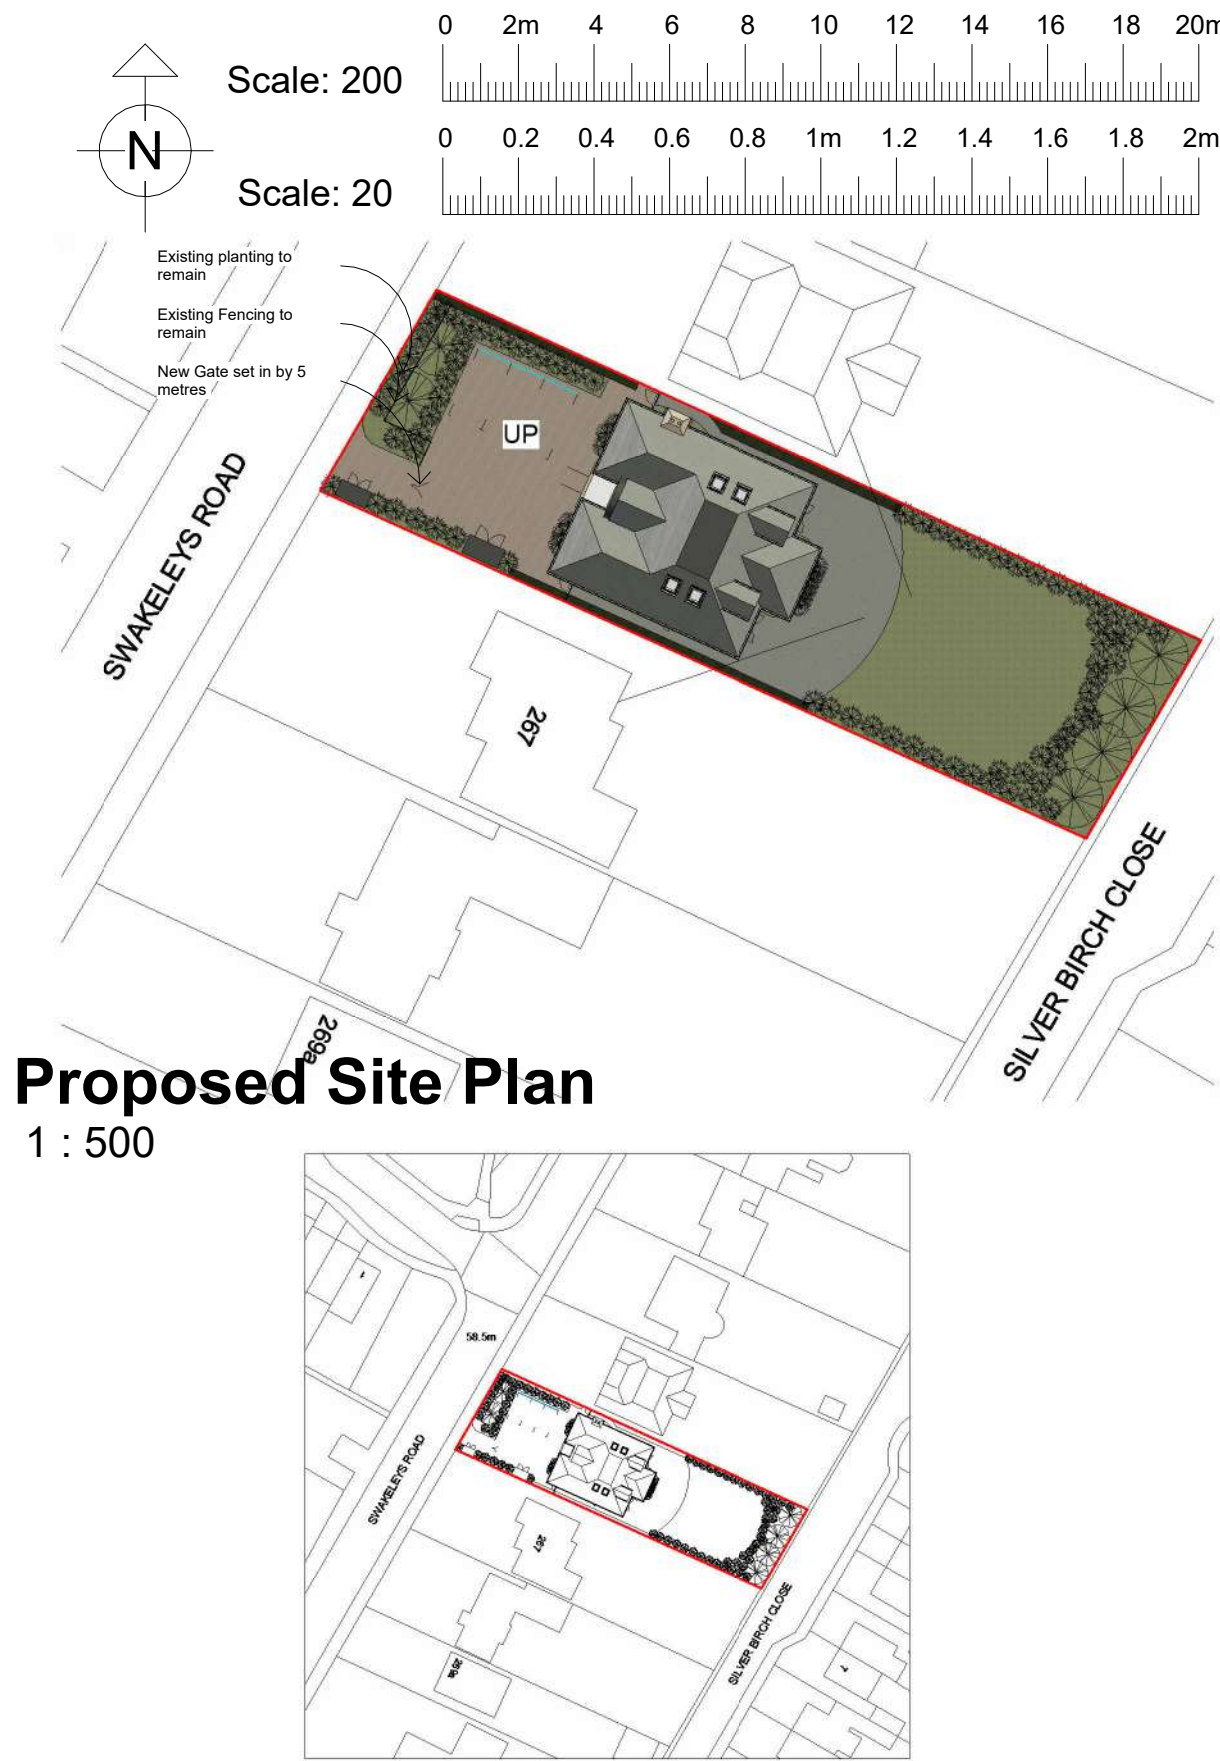 0 2m 4 6 8 10 12 14 16 18 20m
Scale: 200
0 0.2 0.4 0.6 0.8 1m 1.2 1.4 1.6 1.8 2m
N
Scale: 20
Existing planting to
remain
Existing Fencing to
remain
New Gate set in by 5
metres
UP
SWAKELEYS ROAD
267
SILVER BIRCH CLOSE
269a
Proposed Site Plan
1 : 500
1
58.5m
SWAKELEYS ROAD
267
SILVER BIRCH CLOSE
269a
7